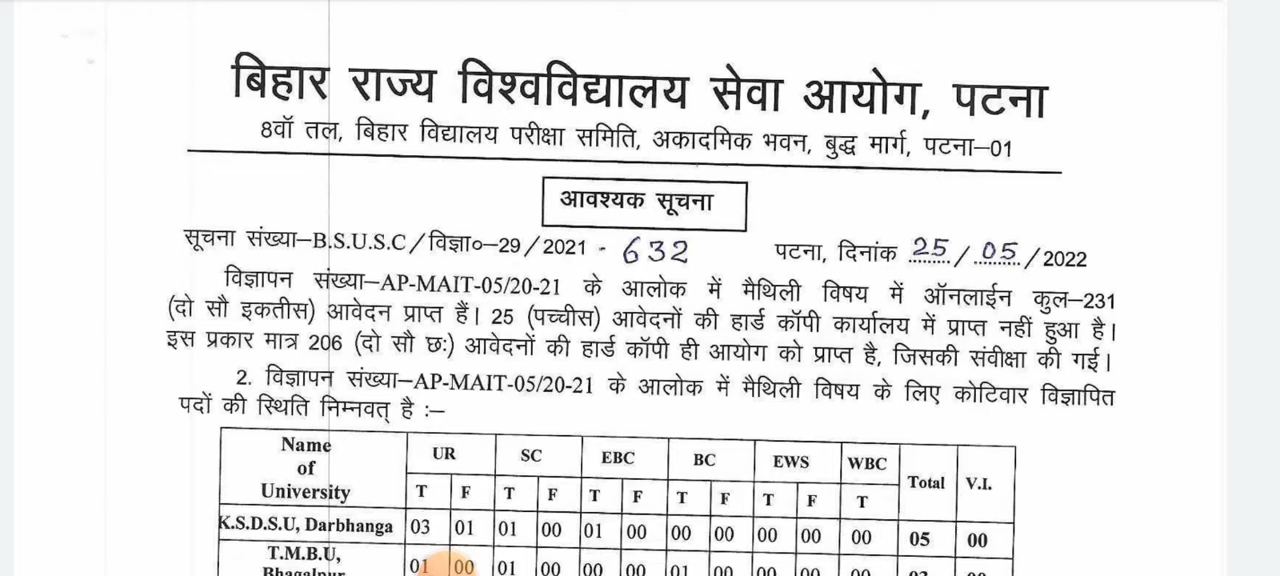 बिहार राज्य विश्वविद्यालय सेवा आयोग, पटना
8वॉ तल, बिहार विद्यालय परीक्षा समिति, अकादमिक भवन, बुद्ध मार्ग, पटना–01
आवश्यक सूचना
सूचना संख्या–B.S.U.S.C / विज्ञा०–29 / 2021 - 632 पटना, दिनांक 25 / 05 / 2022
विज्ञापन संख्या–AP-MAIT-05/20-21 के आलोक में मैथिली विषय में ऑनलाईन कुल–231
(दो सौ इकतीस) आवेदन प्राप्त हैं। 25 (पच्चीस) आवेदनों की हार्ड कॉपी कार्यालय में प्राप्त नहीं हुआ है।
इस प्रकार मात्र 206 (दो सौ छः) आवेदनों की हार्ड कॉपी ही आयोग को प्राप्त है, जिसकी संवीक्षा की गई।
2. विज्ञापन संख्या–AP-MAIT-05/20-21 के आलोक में मैथिली विषय के लिए कोटिवार विज्ञापित
पदों की स्थिति निम्नवत् है :–
Name of University UR SC EBC BC EWS WBC Total V.I.
T F T F T F T F T F T
K.S.D.S.U, Darbhanga 03 01 01 00 01 00 00 00 00 00 00 05 00
T.M.B.U,
Bhagalpur 01 00 01 00 00 00 01 00 00 00 00 03